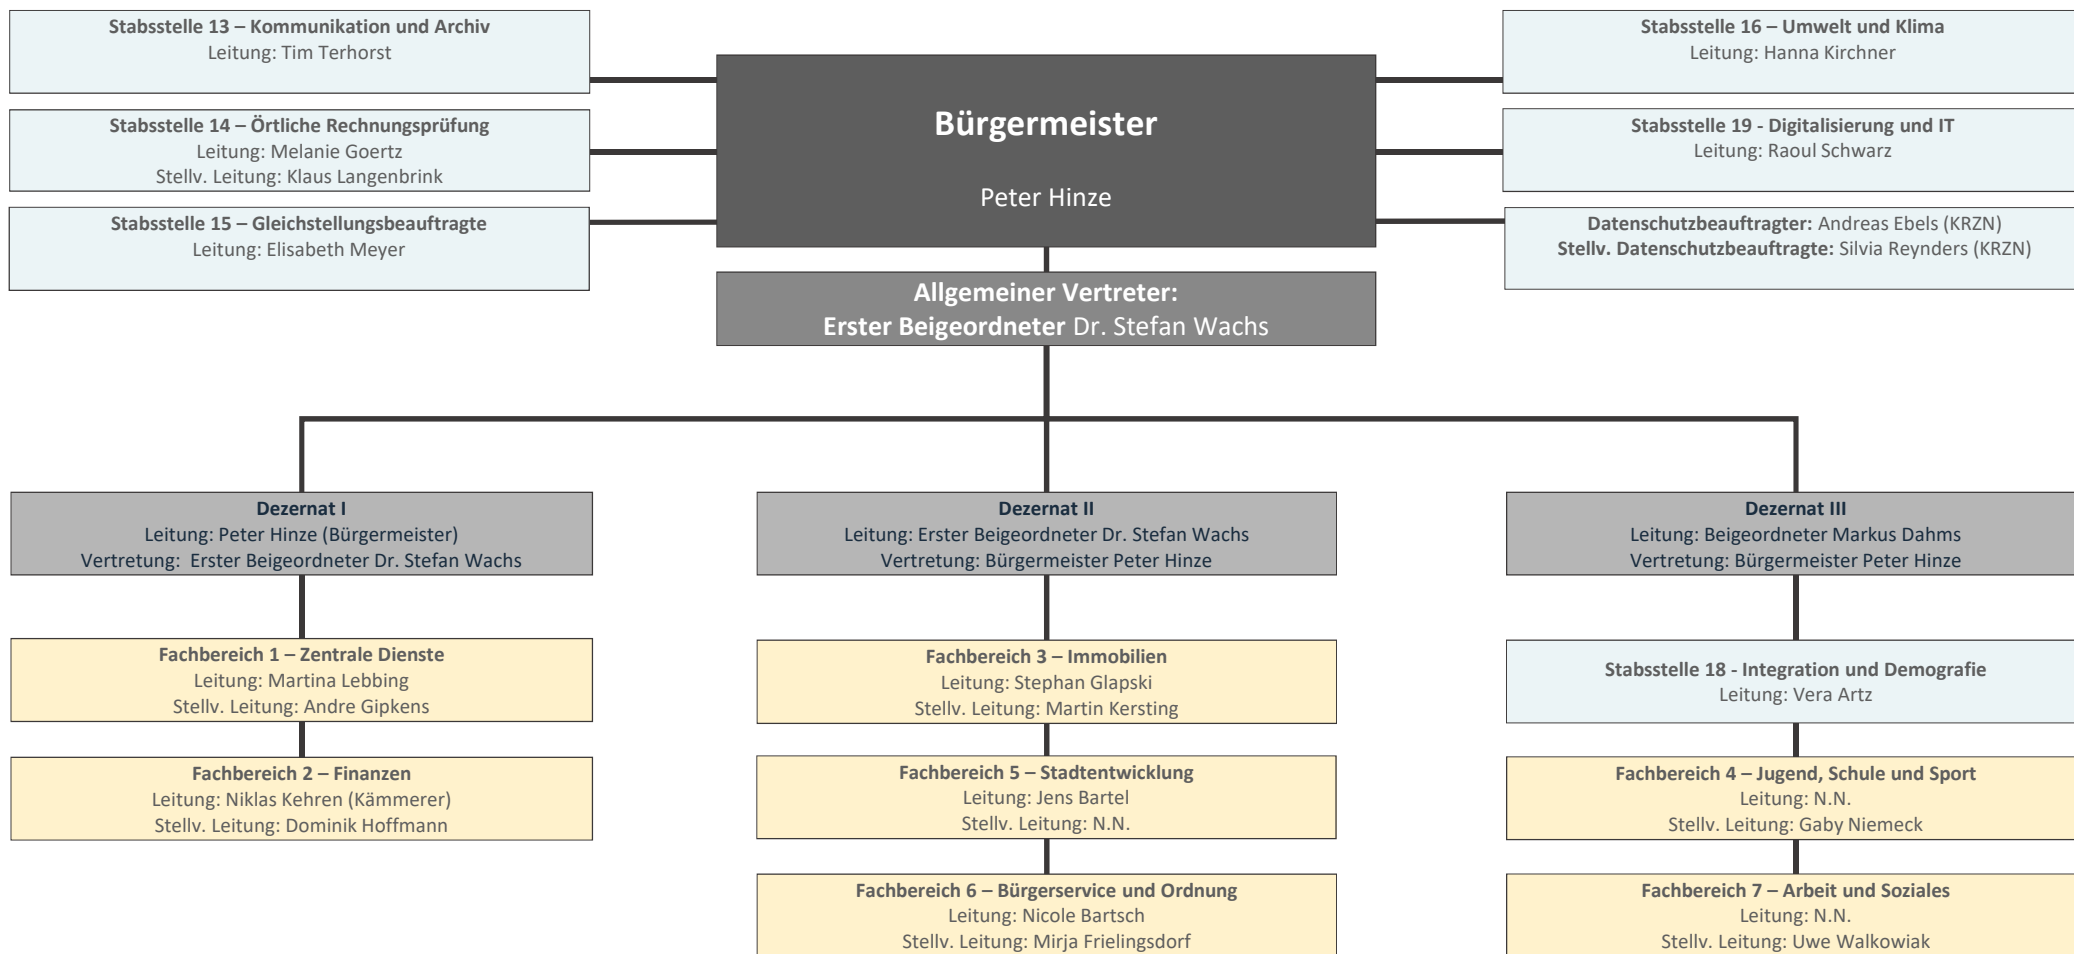 Stabsstelle 13 – Kommunikation und Archiv
Leitung: Tim Terhorst
Stabsstelle 14 – Örtliche Rechnungsprüfung
Leitung: Melanie Goertz
Stellv. Leitung: Klaus Langenbrink
Stabsstelle 15 – Gleichstellungsbeauftragte
Leitung: Elisabeth Meyer
Bürgermeister
Peter Hinze
Allgemeiner Vertreter:
Erster Beigeordneter Dr. Stefan Wachs
Stabsstelle 16 – Umwelt und Klima
Leitung: Hanna Kirchner
Stabsstelle 19 - Digitalisierung und IT
Leitung: Raoul Schwarz
Datenschutzbeauftragter: Andreas Ebels (KRZN)
Stellv. Datenschutzbeauftragte: Silvia Reynders (KRZN)
Dezernat I
Leitung: Peter Hinze (Bürgermeister)
Vertretung: Erster Beigeordneter Dr. Stefan Wachs
Fachbereich 1 – Zentrale Dienste
Leitung: Martina Lebbing
Stellv. Leitung: Andre Gipkens
Fachbereich 2 – Finanzen
Leitung: Niklas Kehren (Kämmerer)
Stellv. Leitung: Dominik Hoffmann
Dezernat II
Leitung: Erster Beigeordneter Dr. Stefan Wachs
Vertretung: Bürgermeister Peter Hinze
Fachbereich 3 – Immobilien
Leitung: Stephan Glapski
Stellv. Leitung: Martin Kersting
Fachbereich 5 – Stadtentwicklung
Leitung: Jens Bartel
Stellv. Leitung: N.N.
Fachbereich 6 – Bürgerservice und Ordnung
Leitung: Nicole Bartsch
Stellv. Leitung: Mirja Frielingsdorf
Dezernat III
Leitung: Beigeordneter Markus Dahms
Vertretung: Bürgermeister Peter Hinze
Stabsstelle 18 - Integration und Demografie
Leitung: Vera Artz
Fachbereich 4 – Jugend, Schule und Sport
Leitung: N.N.
Stellv. Leitung: Gaby Niemeck
Fachbereich 7 – Arbeit und Soziales
Leitung: N.N.
Stellv. Leitung: Uwe Walkowiak